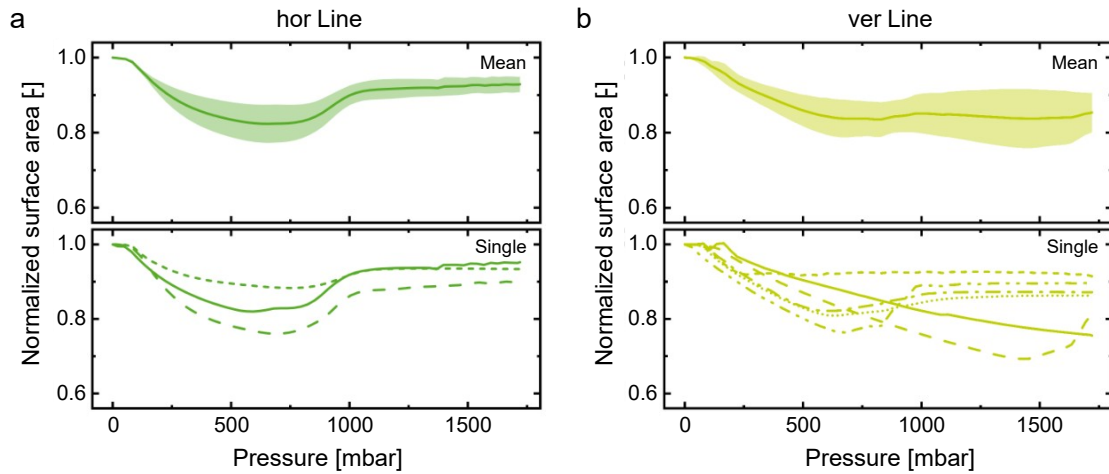 a
hor Line
1.0
Mean
0.8
0.6
1.0
Single
0.8
0.6
0
500
1000
1500
Normalized surface area [-]
Pressure [mbar]
b
ver Line
1.0
Mean
0.8
0.6
1.0
Single
0.8
0.6
0
500
1000
1500
Normalized surface area [-]
Pressure [mbar]